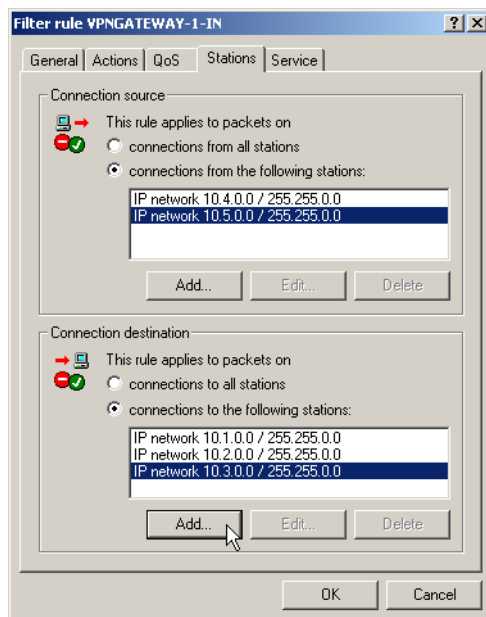 Filter rule VPNGATEWAY-1-IN
General Actions QoS Stations Service
Connection source
This rule applies to packets on
connections from all stations
connections from the following stations:
IP network 10.4.0.0 / 255.255.0.0
IP network 10.5.0.0 / 255.255.0.0
Add... Edit... Delete
Connection destination
This rule applies to packets on
connections to all stations
connections to the following stations:
IP network 10.1.0.0 / 255.255.0.0
IP network 10.2.0.0 / 255.255.0.0
IP network 10.3.0.0 / 255.255.0.0
Add... Edit... Delete
OK Cancel